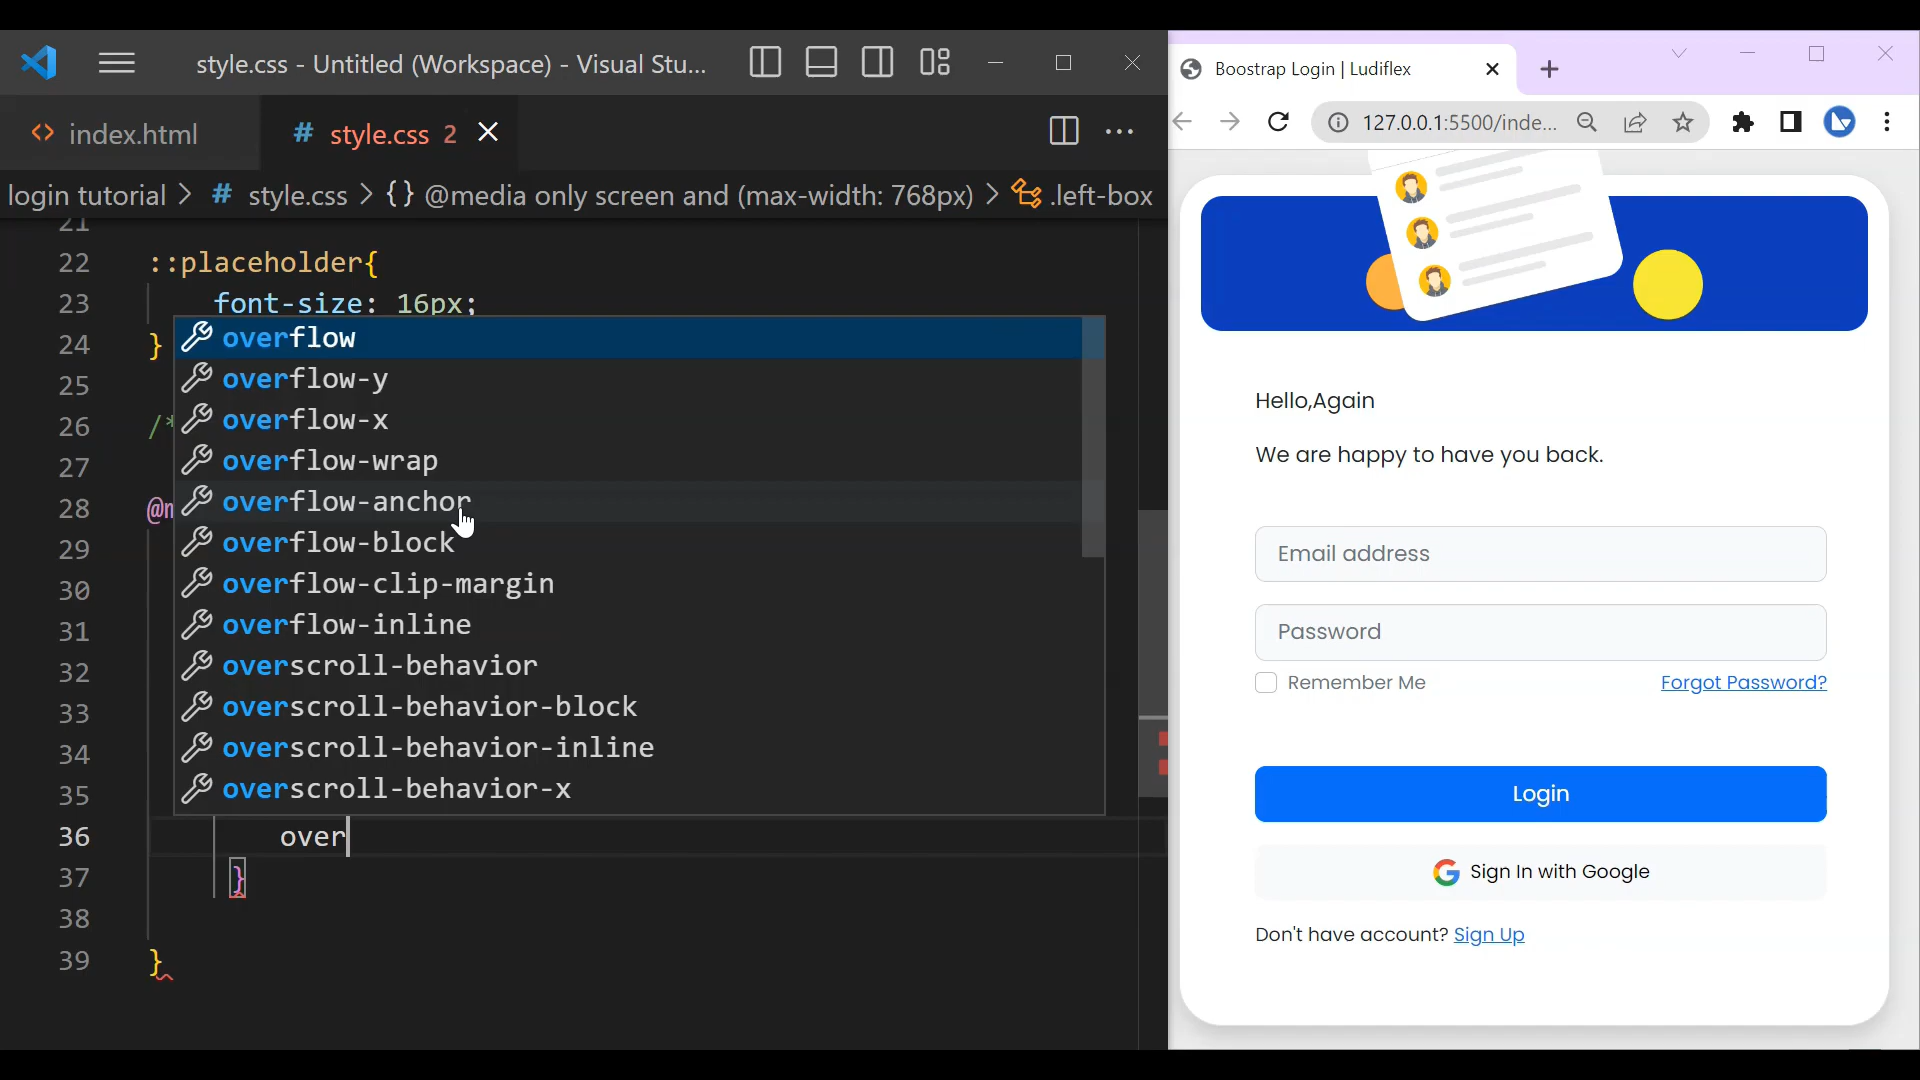 style.css - Untitled (Workspace) - Visual Stu...
index.html
# style.css 2
login tutorial > # style.css > {} @media only screen and (max-width: 768px) > .left-box
21
22 ::placeholder{
23 font-size: 16px;
24 }
25
26 /*
27
28 @m
29
30
31
32
33
34
35
36 over
37 }
38
39 }
overflow
overflow-y
overflow-x
overflow-wrap
overflow-anchor
overflow-block
overflow-clip-margin
overflow-inline
overscroll-behavior
overscroll-behavior-block
overscroll-behavior-inline
overscroll-behavior-x
Boostrap Login | Ludiflex
127.0.0.1:5500/inde...
Hello,Again
We are happy to have you back.
Email address
Password
Remember Me
Forgot Password?
Login
Sign In with Google
Don't have account? Sign Up